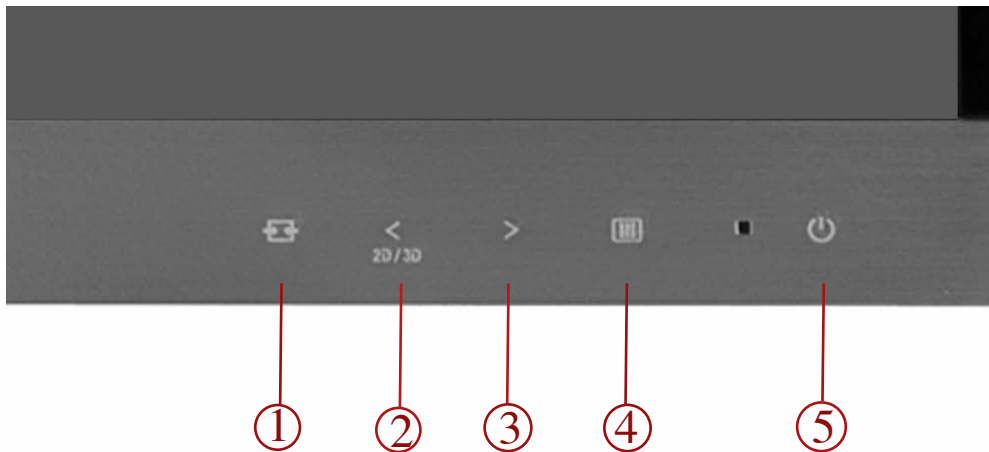 < >
2D/3D
① ② ③ ④ ⑤